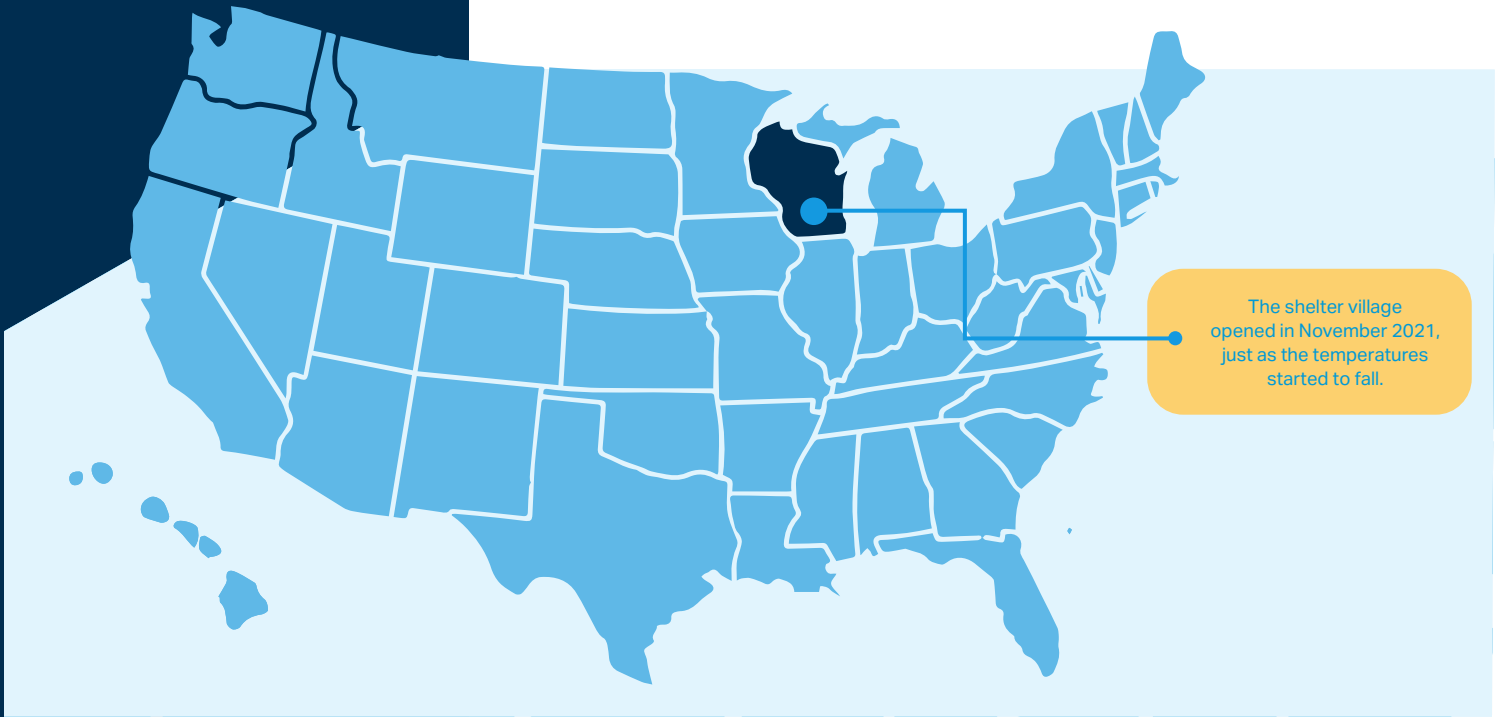 The shelter village
opened in November 2021,
just as the temperatures
started to fall.